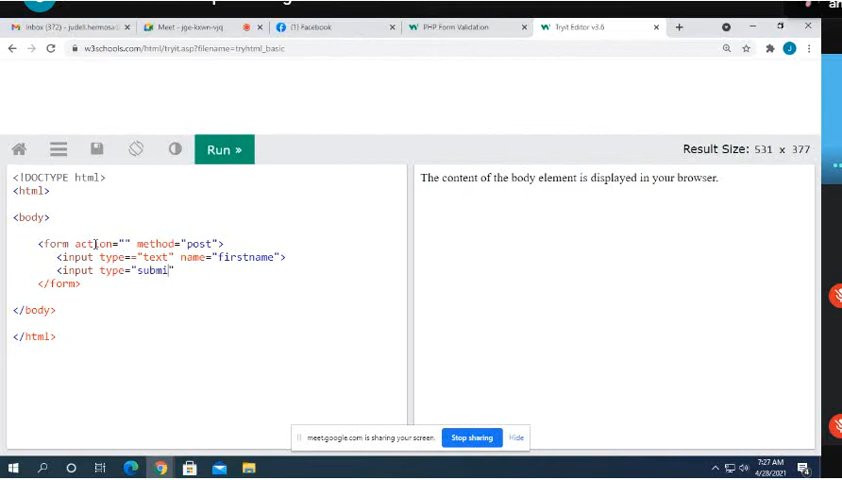 Inbox (372) - judell.hermosa
Meet - jge-kxwn-vjq
(1) Facebook
PHP Form Validation
Tryit Editor v3.6
w3schools.com/html/tryit.asp?filename=tryhtml_basic
J
Run »
Result Size: 531 x 377
<!DOCTYPE html>
<html>
<body>
<form action="" method="post">
<input type=="text" name="firstname">
<input type="submi"
</form>
</body>
</html>
The content of the body element is displayed in your browser.
meet.google.com is sharing your screen.
Stop sharing
Hide
7:27 AM
4/28/2021